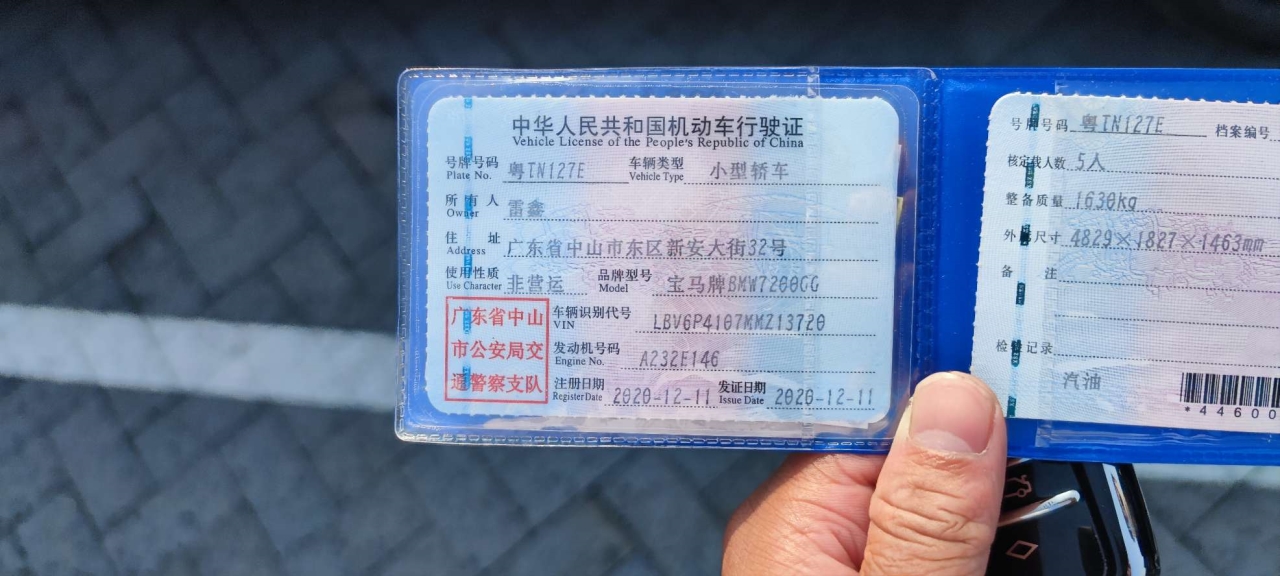 中华人民共和国机动车行驶证
Vehicle License of the People's Republic of China
号牌号码 粤TN127E 车辆类型 小型轿车
Plate No. Vehicle Type
所有人 雷鑫
Owner
住址 广东省中山市东区新安大街32号
Address
使用性质 非营运 品牌型号 宝马牌BMW7200GG
Use Character Model
广东省中山
市公安局交
通警察支队
车辆识别代号 LBV6P4107MMZ13720
VIN
发动机号码 A232E146
Engine No.
注册日期 2020-12-11 发证日期 2020-12-11
Register Date Issue Date
号牌号码 粤TN127E 档案编号
核定载人数 5人
整备质量 1630kg
外廓尺寸 4829×1827×1463mm
备注
检验记录
汽油
*44600